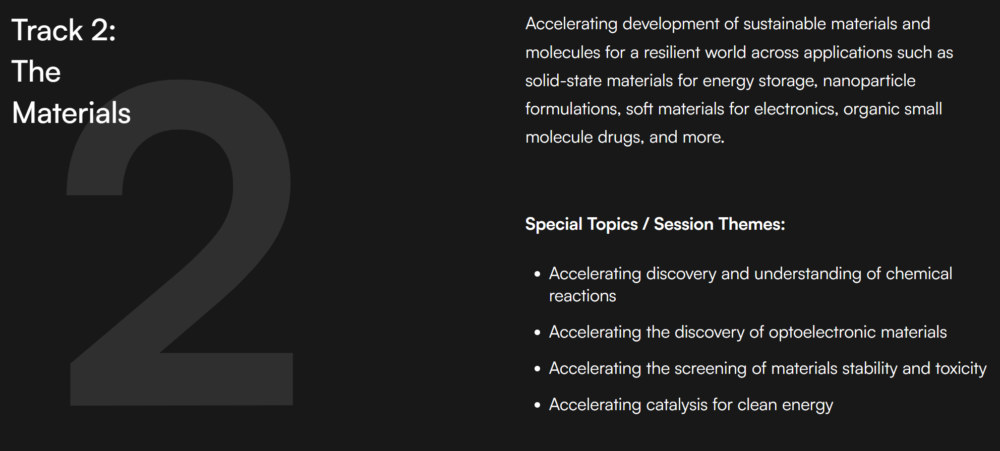 Track 2:
The
Materials
2
Accelerating development of sustainable materials and
molecules for a resilient world across applications such as
solid-state materials for energy storage, nanoparticle
formulations, soft materials for electronics, organic small
molecule drugs, and more.
Special Topics / Session Themes:
• Accelerating discovery and understanding of chemical
reactions
• Accelerating the discovery of optoelectronic materials
• Accelerating the screening of materials stability and toxicity
• Accelerating catalysis for clean energy